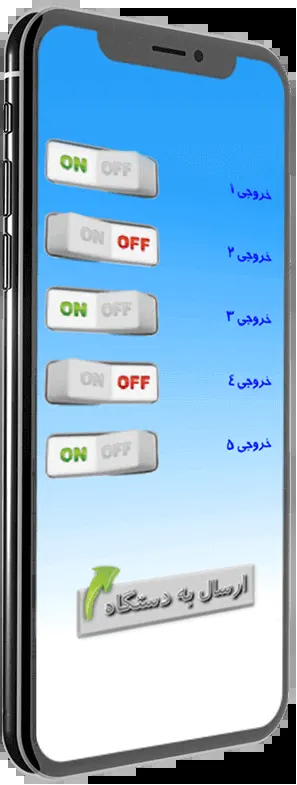 ON OFF خروجی ۱
ON OFF خروجی ۲
ON OFF خروجی ۳
ON OFF خروجی ٤
ON OFF خروجی ۵
ارسال به دستگاه